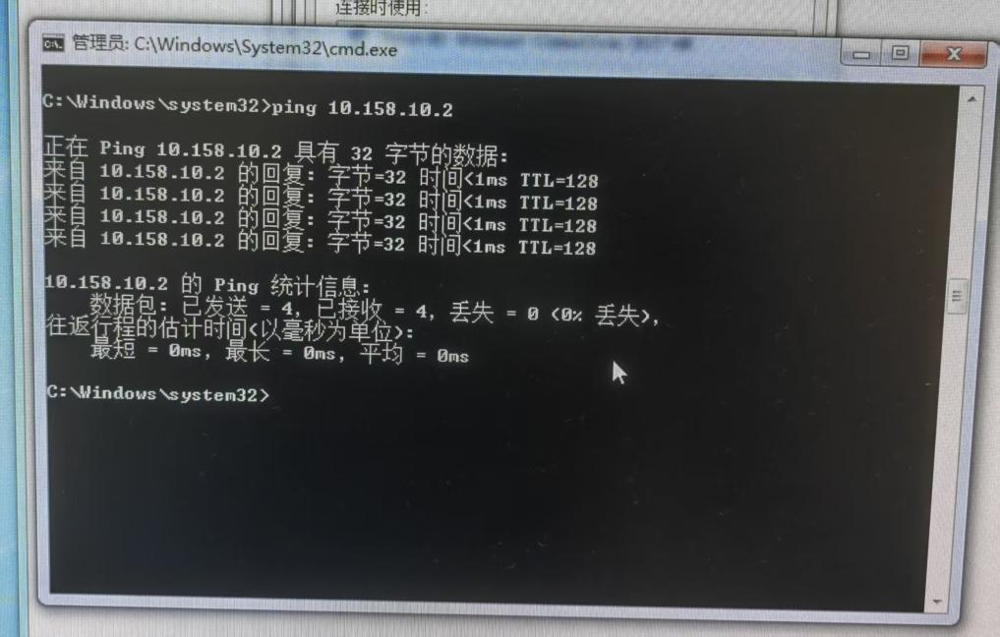 连接时使用:
管理员: C:\Windows\System32\cmd.exe
C:\Windows\system32>ping 10.158.10.2
正在 Ping 10.158.10.2 具有 32 字节的数据:
来自 10.158.10.2 的回复: 字节=32 时间<1ms TTL=128
来自 10.158.10.2 的回复: 字节=32 时间<1ms TTL=128
来自 10.158.10.2 的回复: 字节=32 时间<1ms TTL=128
来自 10.158.10.2 的回复: 字节=32 时间<1ms TTL=128
10.158.10.2 的 Ping 统计信息:
数据包: 已发送 = 4, 已接收 = 4, 丢失 = 0 (0% 丢失),
往返行程的估计时间(以毫秒为单位):
最短 = 0ms, 最长 = 0ms, 平均 = 0ms
C:\Windows\system32>